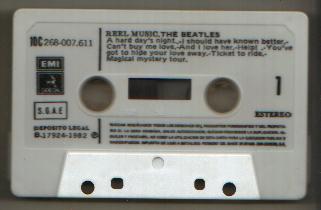 10C 268-007.611
REEL MUSIC.THE BEATLES
A hard day's night.-I should have known better.-
Can't buy me love.-And I love her.-Help! .-You've
got to hide your love away.-Ticket to ride.-
Magical mystery tour.
EMI
1
S.G.A.E
ESTEREO
DEPOSITO LEGAL
B.17924-1982